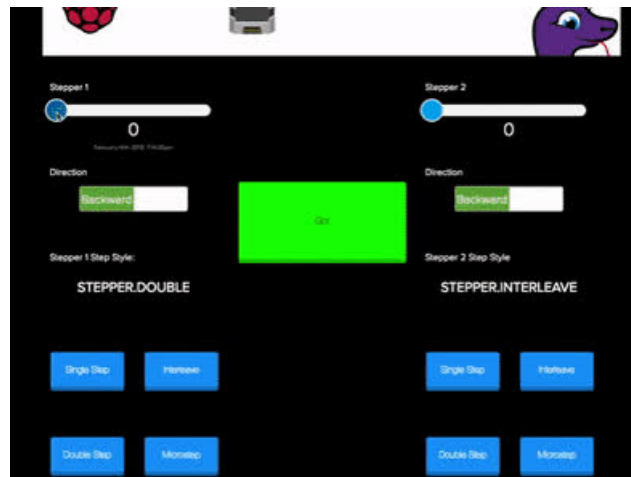 Stepper 1
Stepper 2
0
0
Direction
Direction
Backward
Backward
Go!
Stepper 1 Step Style:
Stepper 2 Step Style
STEPPER.DOUBLE
STEPPER.INTERLEAVE
Single Step
Interleave
Single Step
Interleave
Double Step
Microstep
Double Step
Microstep